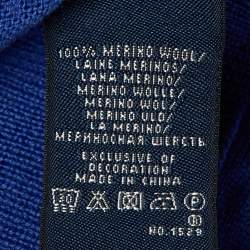 100% MERINO WOOL/
LAINE MERINOS/
LANA MERINO/
MERINO WOLLE/
MERINO WOL/
MERINO ULD/
LA MERINO/
МЕРИНОСНАЯ ШЕРСТЬ
EXCLUSIVE OF
DECORATION
MADE IN CHINA
NO.1529